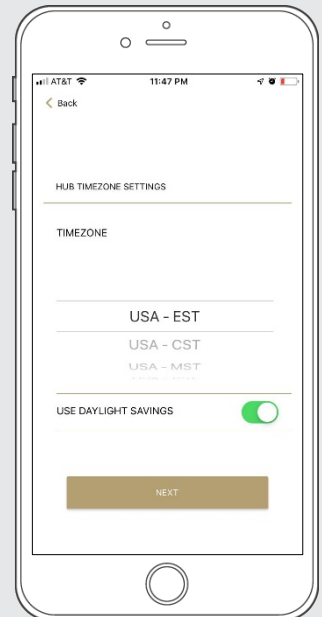 AT&T 11:47 PM
Back
HUB TIMEZONE SETTINGS
TIMEZONE
USA - EST
USA - CST
USA - MST
USE DAYLIGHT SAVINGS
NEXT